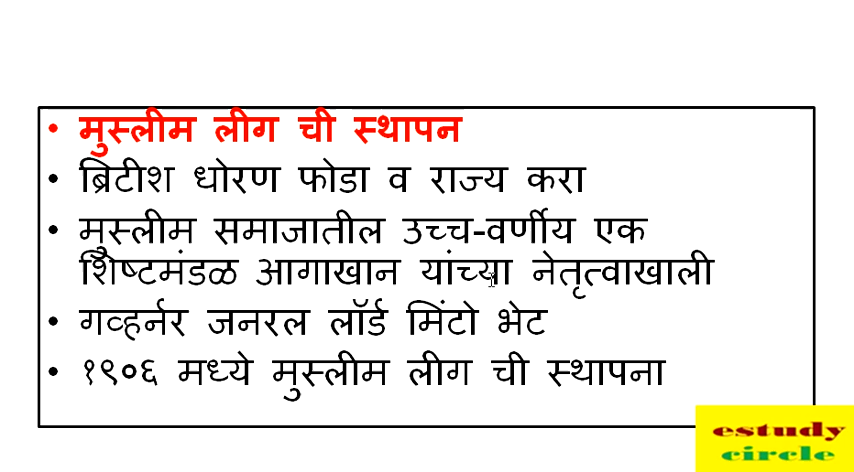 • मुस्लीम लीग ची स्थापन
• ब्रिटीश धोरण फोडा व राज्य करा
• मुस्लीम समाजातील उच्च-वर्णीय एक
शिष्टमंडळ आगाखान यांच्या नेतृत्वाखाली
• गव्हर्नर जनरल लॉर्ड मिंटो भेट
• १९०६ मध्ये मुस्लीम लीग ची स्थापना
estudy
circle